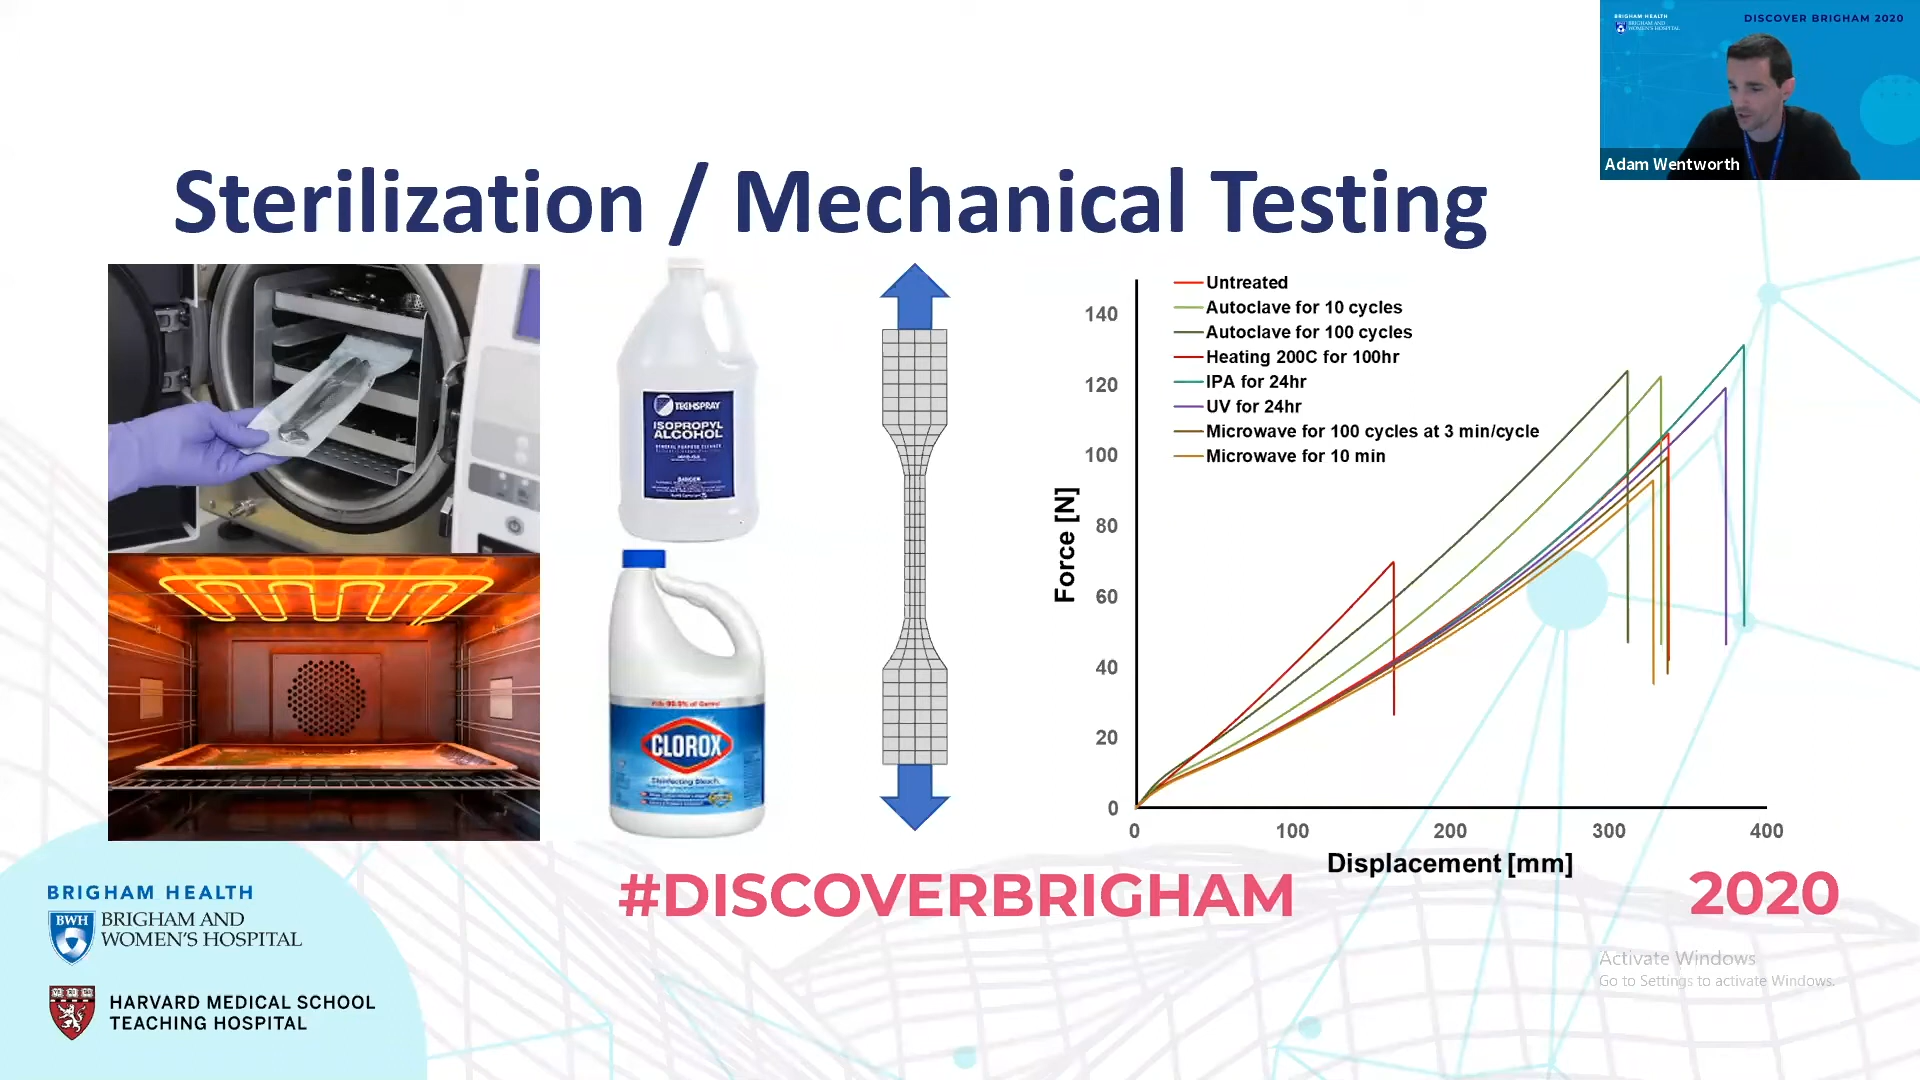 BRIGHAM HEALTH
BRIGHAM AND
WOMEN'S HOSPITAL
DISCOVER BRIGHAM 2020
Adam Wentworth
Sterilization / Mechanical Testing
TECHSPRAY
ISOPROPYL
ALCOHOL
DANGER
CLOROX
Disinfecting Bleach
Untreated
Autoclave for 10 cycles
Autoclave for 100 cycles
Heating 200C for 100hr
IPA for 24hr
UV for 24hr
Microwave for 100 cycles at 3 min/cycle
Microwave for 10 min
140
120
100
80
60
40
20
0
Force [N]
0 100 200 300 400
Displacement [mm]
#DISCOVERBRIGHAM
2020
BRIGHAM HEALTH
BWH
BRIGHAM AND
WOMEN'S HOSPITAL
HARVARD MEDICAL SCHOOL
TEACHING HOSPITAL
Activate Windows
Go to Settings to activate Windows.